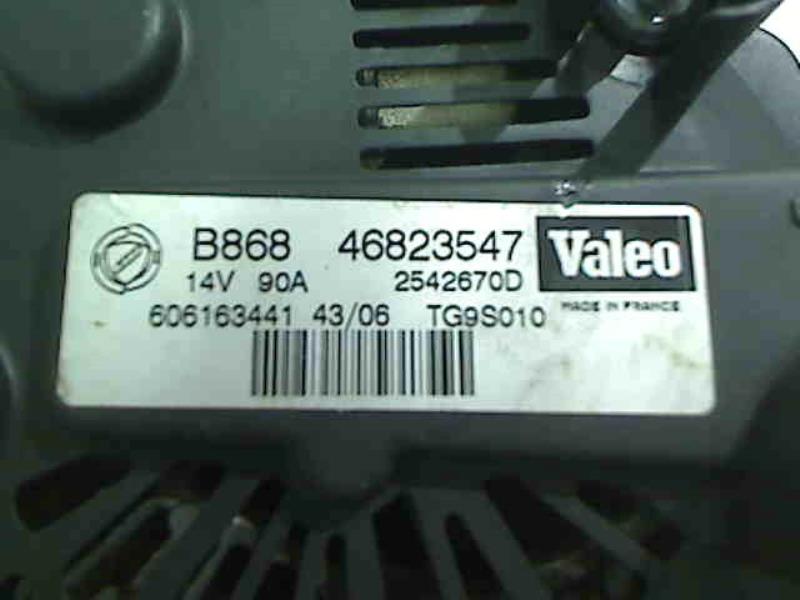 B868 46823547 Valeo
14V 90A 2542670D
MADE IN FRANCE
606163441 43/06 TG9S010